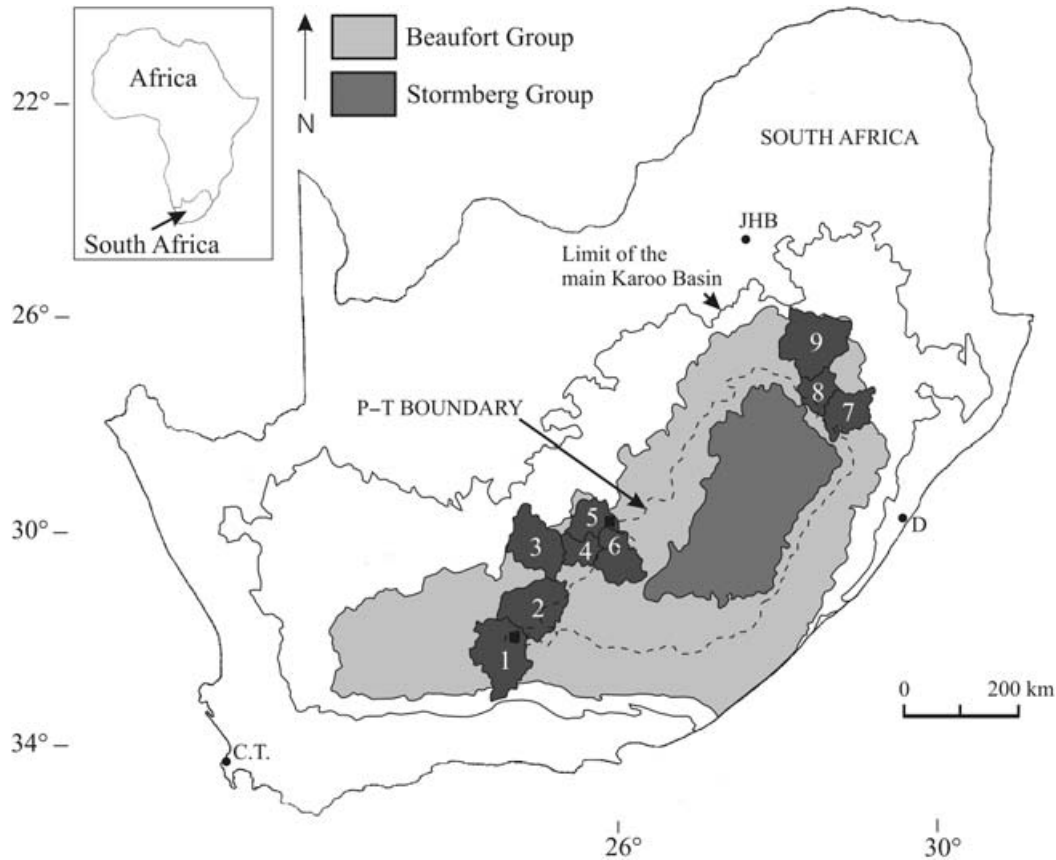 Africa
South Africa
N
Beaufort Group
Stormberg Group
SOUTH AFRICA
JHB
Limit of the
main Karoo Basin
P–T BOUNDARY
22°
26°
30°
34°
9
8
7
5
3
4
6
2
1
D
C.T.
0 200 km
26° 30°